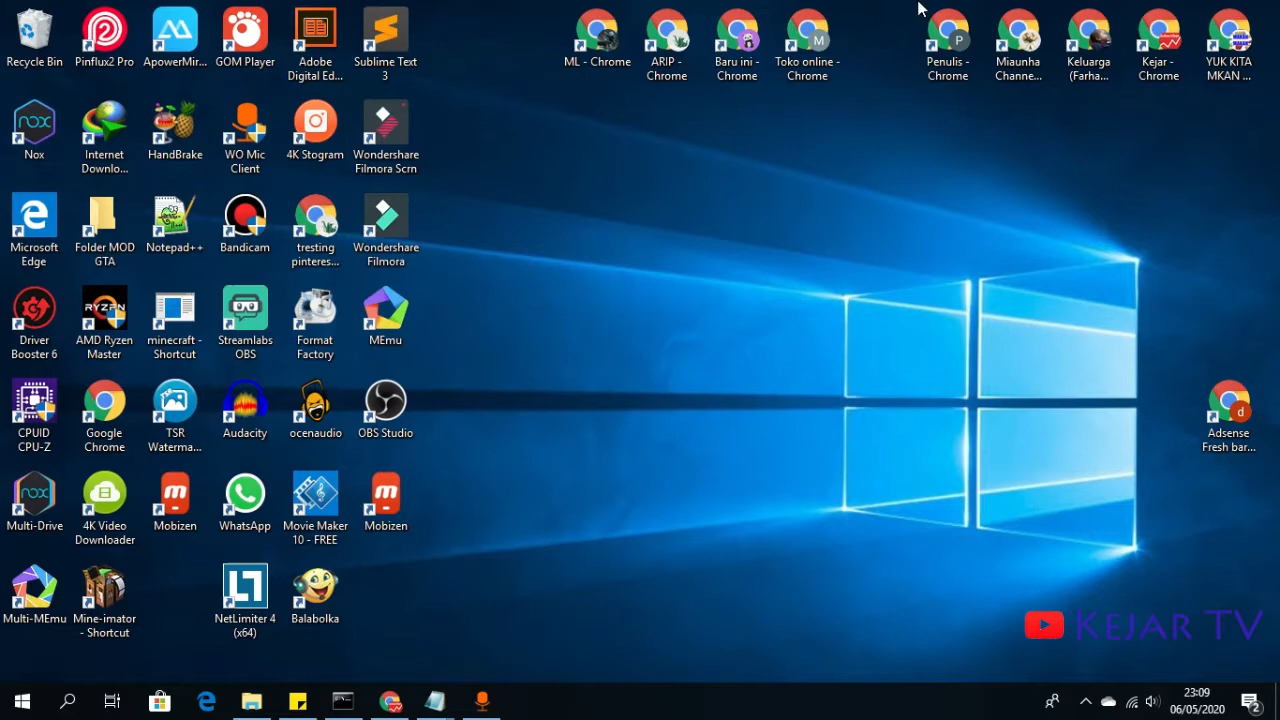 Recycle Bin
Pinflux2 Pro
ApowerMir...
GOM Player
Adobe
Digital Ed...
Sublime Text
3
ML - Chrome
ARIP -
Chrome
Baru ini -
Chrome
Toko online -
Chrome
M
Penulis -
Chrome
P
Miaunha
Channe...
Keluarga
(Farha...
Kejar -
Chrome
YUK KITA
MKAN ...
nox
Nox
Internet
Downlo...
HandBrake
WO Mic
Client
4K Stogram
Wondershare
Filmora Scrn
Microsoft
Edge
Folder MOD
GTA
Notepad++
Bandicam
tresting
pinteres...
Wondershare
Filmora
Driver
Booster 6
RYZEN
AMD Ryzen
Master
minecraft -
Shortcut
Streamlabs
OBS
Format
Factory
MEmu
CPUID
CPU-Z
Google
Chrome
TSR
Waterma...
Audacity
ocenaudio
OBS Studio
d
Adsense
Fresh bar...
nox
Multi-Drive
4K Video
Downloader
m
Mobizen
WhatsApp
Movie Maker
10 - FREE
m
Mobizen
Multi-MEmu
Mine-imator
- Shortcut
NetLimiter 4
(x64)
Balabolka
Kejar TV
23:09
06/05/2020
2